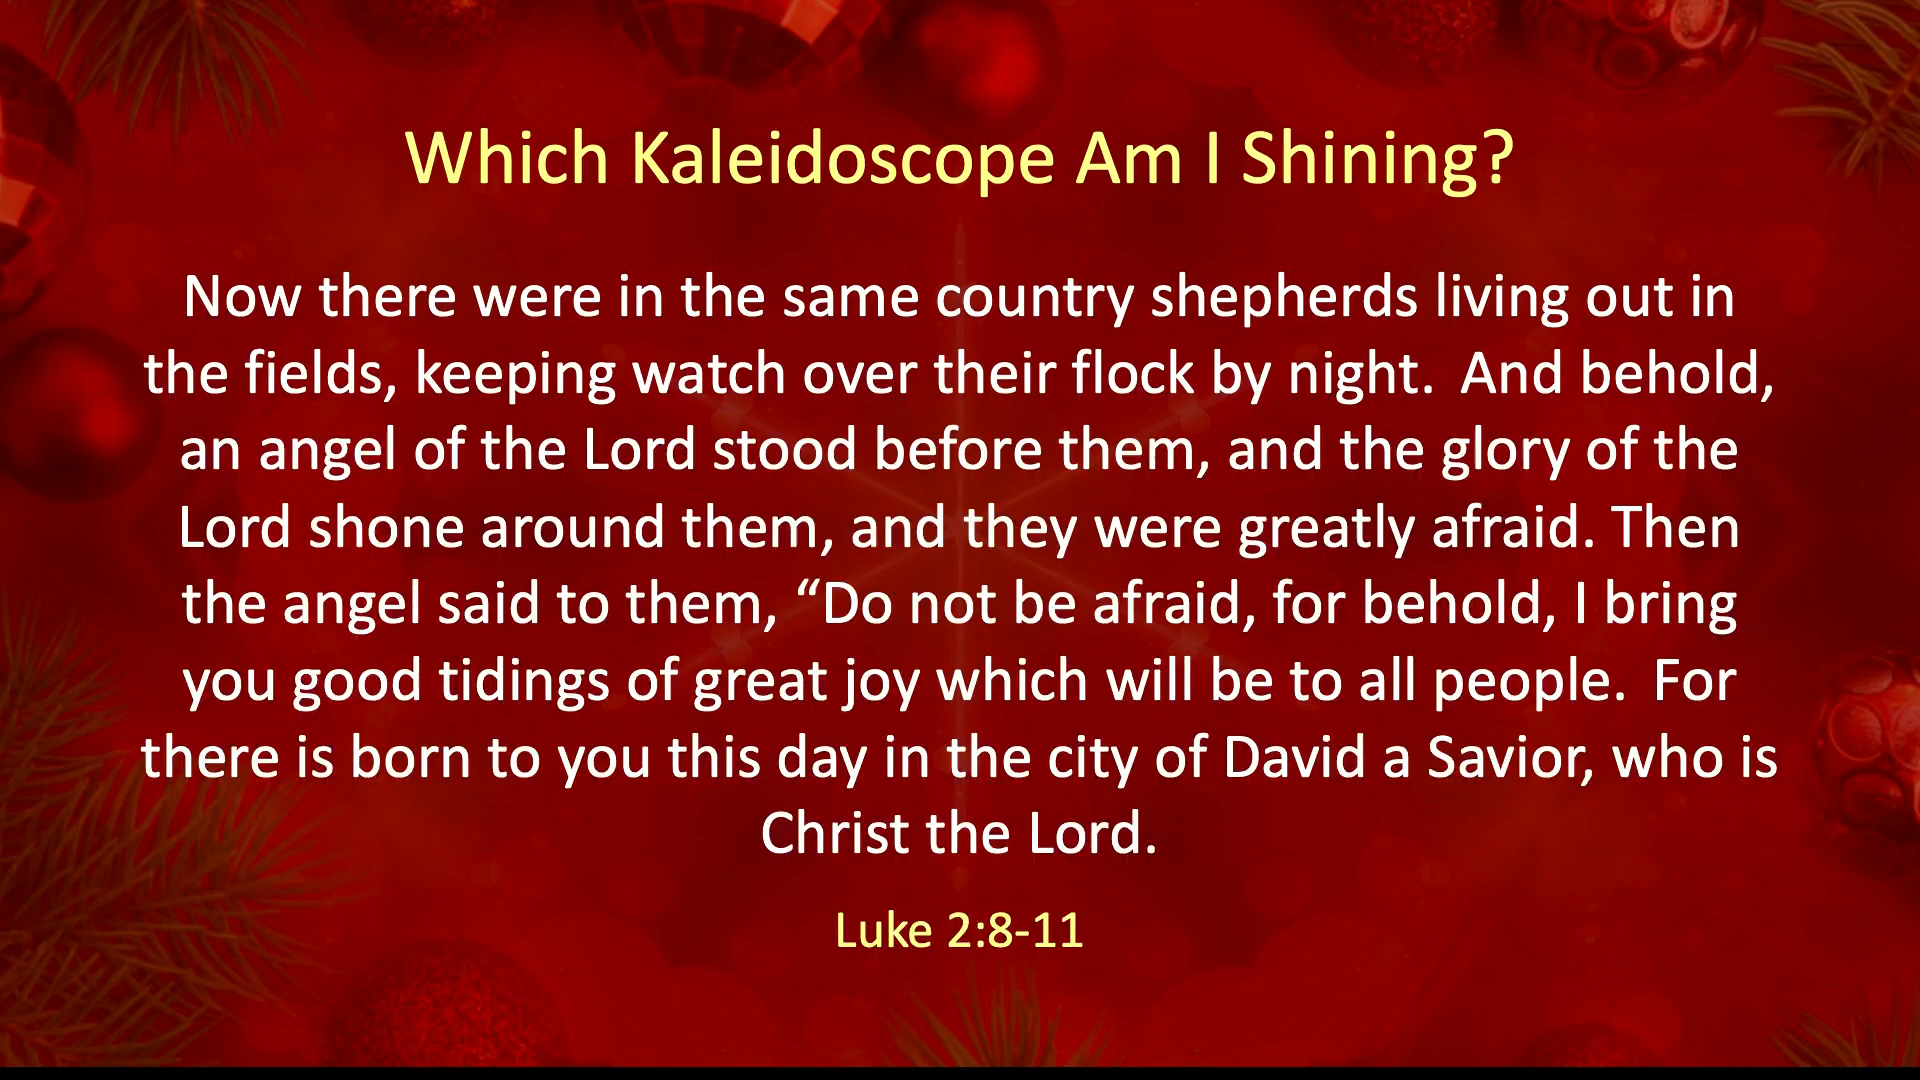 Which Kaleidoscope Am I Shining?
Now there were in the same country shepherds living out in
the fields, keeping watch over their flock by night.  And behold,
an angel of the Lord stood before them, and the glory of the
Lord shone around them, and they were greatly afraid. Then
the angel said to them, “Do not be afraid, for behold, I bring
you good tidings of great joy which will be to all people.  For
there is born to you this day in the city of David a Savior, who is
Christ the Lord.
Luke 2:8-11